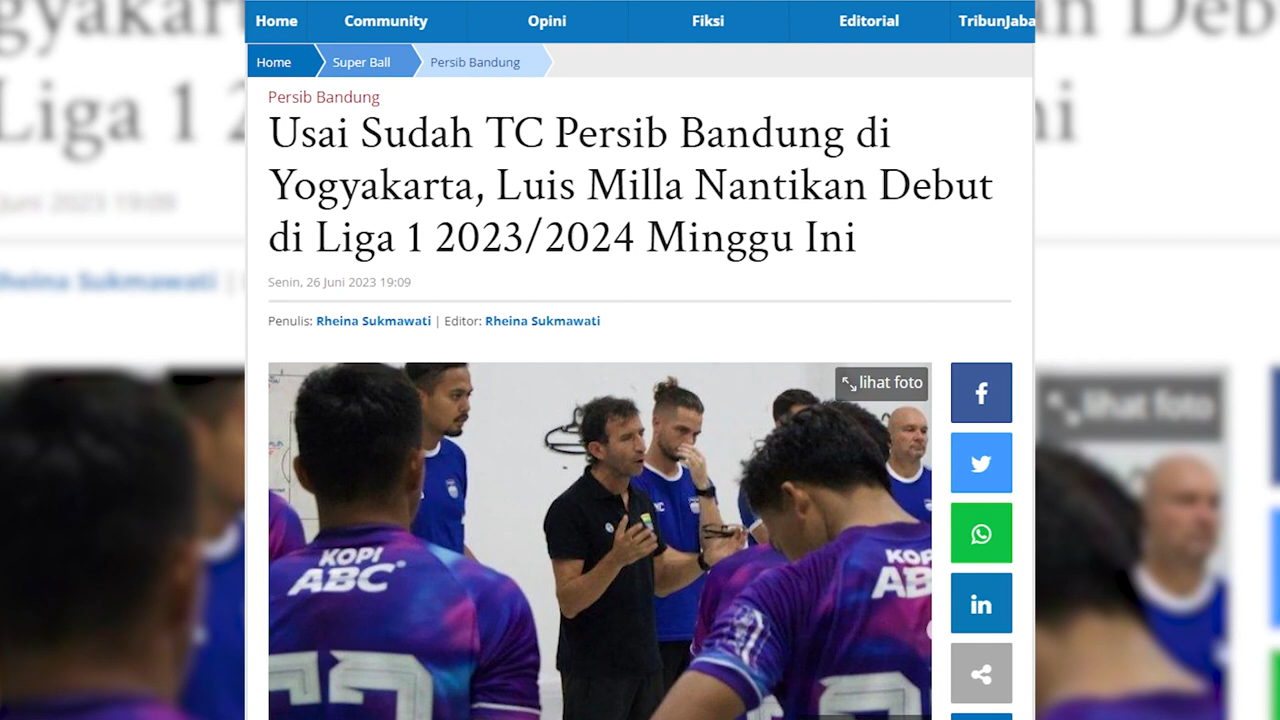 Home Community Opini Fiksi Editorial TribunJaba
Home Super Ball Persib Bandung
Persib Bandung
Usai Sudah TC Persib Bandung di
Yogyakarta, Luis Milla Nantikan Debut
di Liga 1 2023/2024 Minggu Ini
Senin, 26 Juni 2023 19:09
Penulis: Rheina Sukmawati | Editor: Rheina Sukmawati
lihat foto
KOPI
ABC
KOP
AB